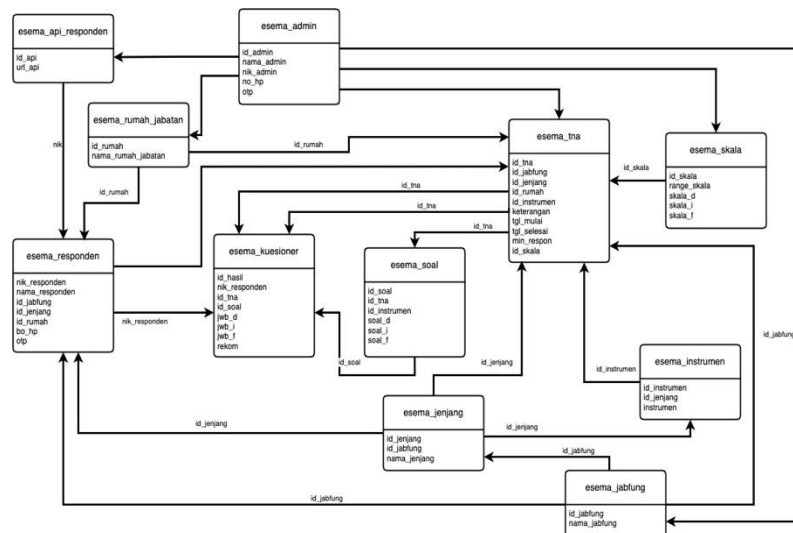 esema_api_responden
id_api
url_api
esema_admin
id_admin
nama_admin
nik_admin
no_hp
otp
esema_rumah_jabatan
id_rumah
nama_rumah_jabatan
esema_tna
id_tna
id_jabfung
id_jenjang
id_rumah
id_instrumen
keterangan
tgl_mulai
tgl_selesai
min_respon
id_skala
esema_skala
id_skala
range_skala
skala_d
skala_i
skala_f
nik
id_rumah
id_rumah
id_skala
id_tna
id_tna
id_tna
esema_responden
nik_responden
nama_responden
id_jabfung
id_jenjang
id_rumah
bo_hp
otp
esema_kuesioner
id_hasil
nik_responden
id_tna
id_soal
jwb_d
jwb_i
jwb_f
rekom
esema_soal
id_soal
id_tna
id_instrumen
soal_d
soal_i
soal_f
nik_responden
id_soal
id_jenjang
id_instrumen
id_jabfung
esema_instrumen
id_instrumen
id_jenjang
instrumen
esema_jenjang
id_jenjang
id_jabfung
nama_jenjang
id_jenjang
id_jenjang
id_jabfung
id_jabfung
esema_jabfung
id_jabfung
nama_jabfung